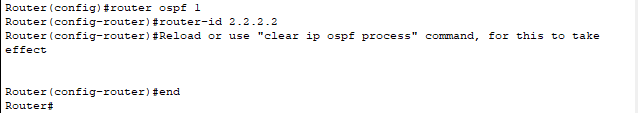 Router(config)#router ospf 1
Router(config-router)#router-id 2.2.2.2
Router(config-router)#Reload or use "clear ip ospf process" command, for this to take
effect
Router(config-router)#end
Router#